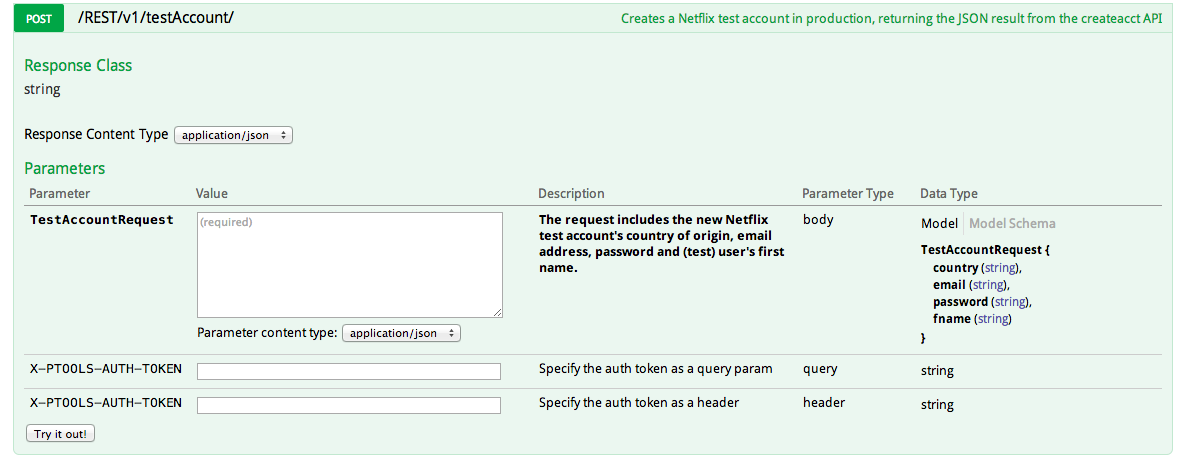 POST /REST/v1/testAccount/ Creates a Netflix test account in production, returning the JSON result from the createacct API
Response Class
string
Response Content Type application/json
Parameters
Parameter Value Description Parameter Type Data Type
TestAccountRequest (required) The request includes the new Netflix body Model Model Schema
test account's country of origin, email
address, password and (test) user's first
name.
TestAccountRequest {
country (string),
email (string),
password (string),
fname (string)
}
Parameter content type: application/json
X-PTOOLS-AUTH-TOKEN Specify the auth token as a query param query string
X-PTOOLS-AUTH-TOKEN Specify the auth token as a header header string
Try it out!